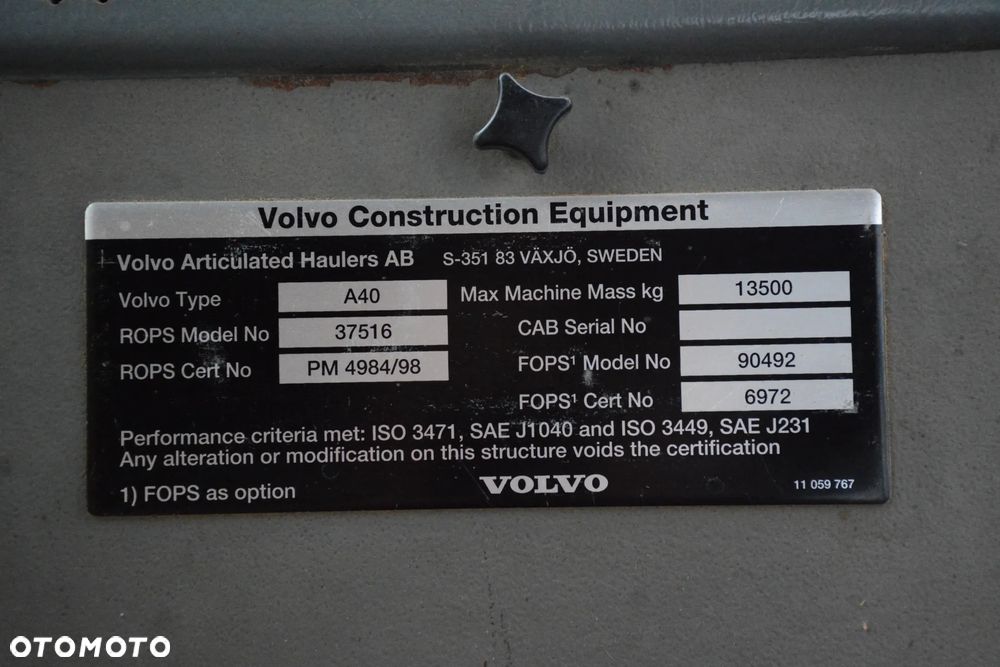 Volvo Construction Equipment
Volvo Articulated Haulers AB S-351 83 VÄXJÖ, SWEDEN
Volvo Type A40 Max Machine Mass kg 13500
ROPS Model No 37516 CAB Serial No
ROPS Cert No PM 4984/98 FOPS¹ Model No 90492
FOPS¹ Cert No 6972
Performance criteria met: ISO 3471, SAE J1040 and ISO 3449, SAE J231
Any alteration or modification on this structure voids the certification
1) FOPS as option VOLVO 11 059 767
OTOMOTO